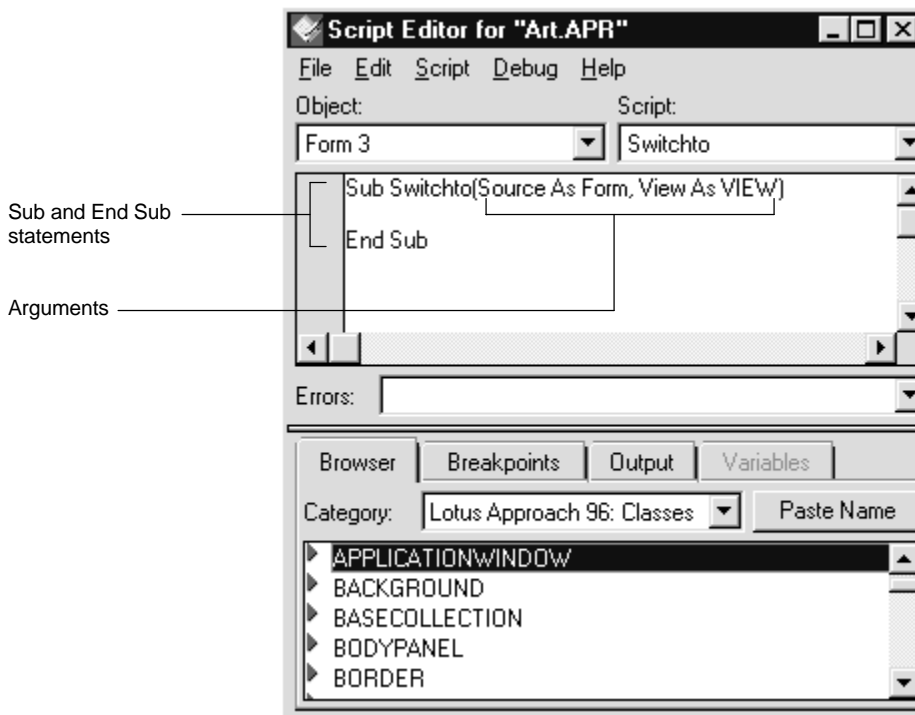 Script Editor for "Art.APR"
File Edit Script Debug Help
Object: Script:
Form 3 Switchto
Sub Switchto(Source As Form, View As VIEW)
Sub and End Sub
statements
End Sub
Arguments
Errors:
Browser Breakpoints Output Variables
Category: Lotus Approach 96: Classes Paste Name
APPLICATIONWINDOW
BACKGROUND
BASECOLLECTION
BODYPANEL
BORDER